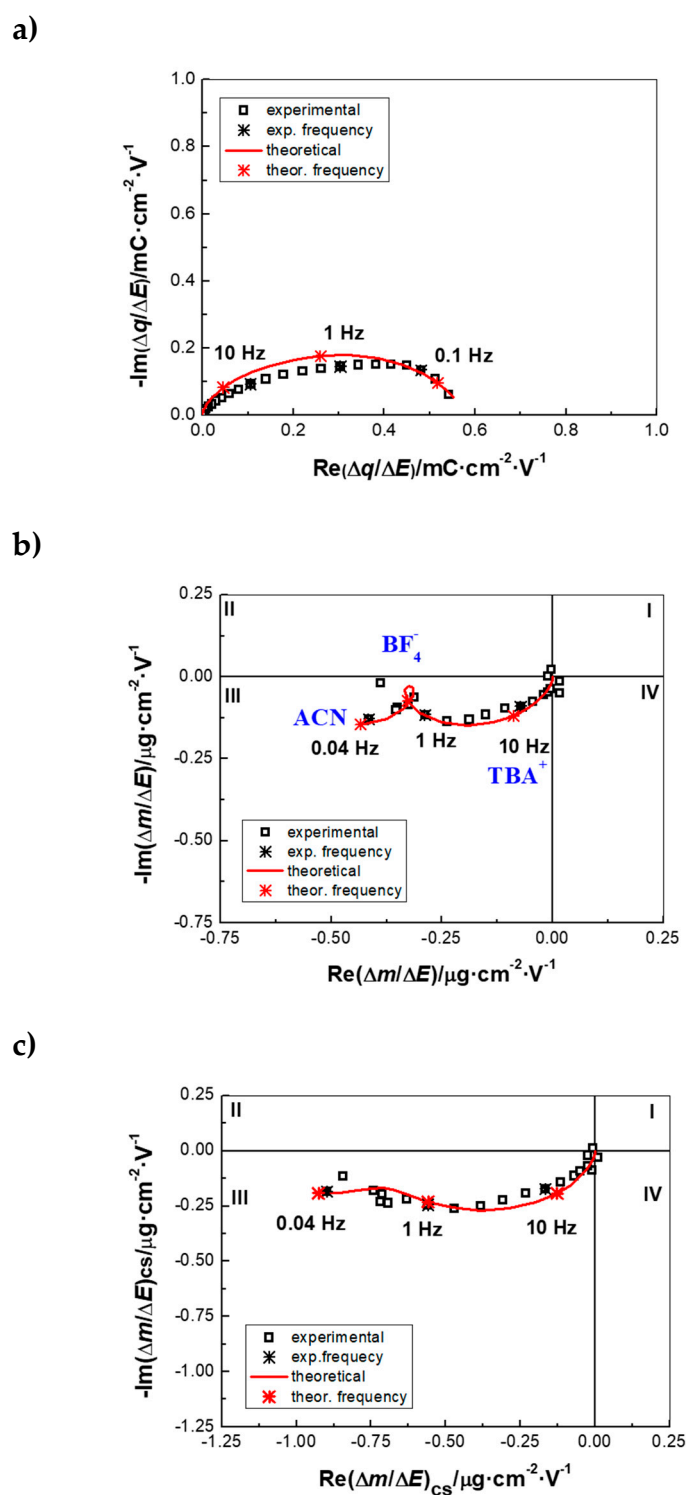 a)
1.0
0.8
0.6
0.4
0.2
0.0
-Im(Δq/ΔE)/mC·cm⁻²·V⁻¹
experimental
exp. frequency
theoretical
theor. frequency
10 Hz
1 Hz
0.1 Hz
0.0 0.2 0.4 0.6 0.8 1.0
Re(Δq/ΔE)/mC·cm⁻²·V⁻¹
b)
0.25
0.00
-0.25
-0.50
-0.75
-Im(Δm/ΔE)/μg·cm⁻²·V⁻¹
II
I
III
IV
BF₄⁻
ACN
0.04 Hz
1 Hz
10 Hz
TBA⁺
experimental
exp. frequency
theoretical
theor. frequency
-0.75 -0.50 -0.25 0.00 0.25
Re(Δm/ΔE)/μg·cm⁻²·V⁻¹
c)
0.25
0.00
-0.25
-0.50
-0.75
-1.00
-1.25
-Im(Δm/ΔE)cs/μg·cm⁻²·V⁻¹
II
I
III
IV
0.04 Hz
1 Hz
10 Hz
experimental
exp.frequecy
theoretical
theor. frequency
-1.25 -1.00 -0.75 -0.50 -0.25 0.00 0.25
Re(Δm/ΔE)cs/μg·cm⁻²·V⁻¹